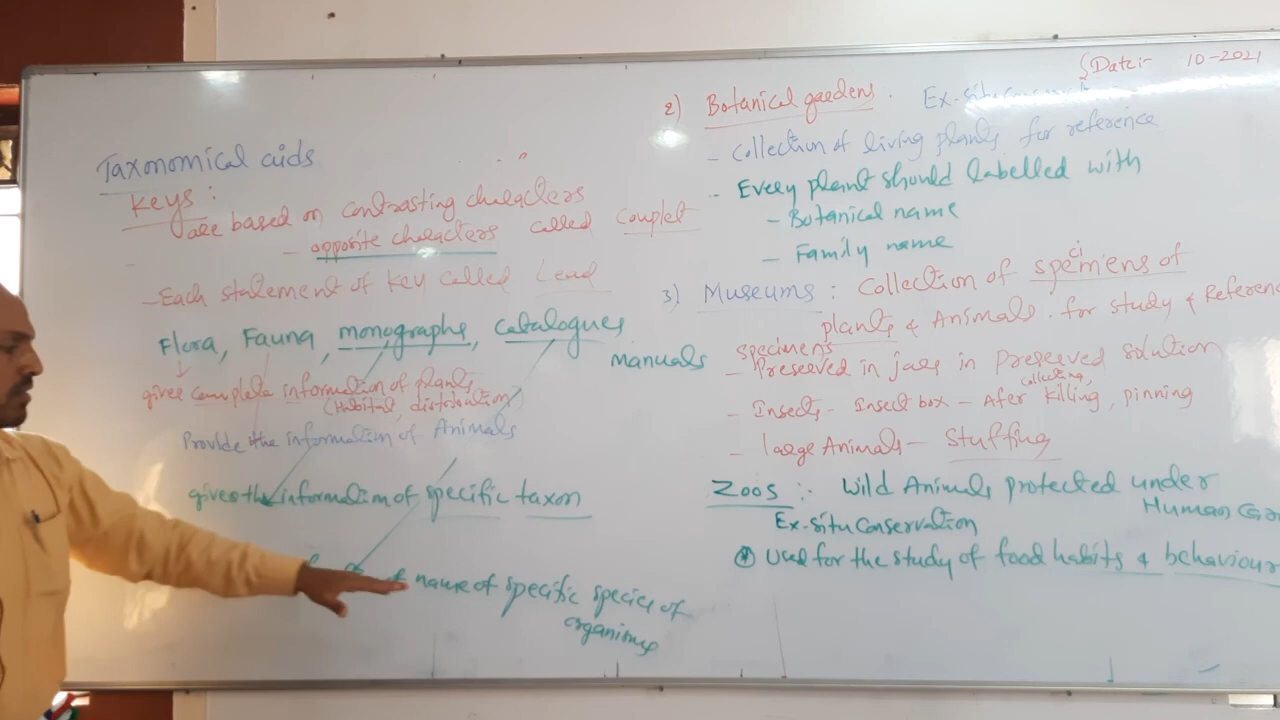 Date:- 10-2021
Taxonomical aids
Keys:
are based on contrasting characters
- opposite characters called Couplet
- Each statement of key called Lead
Flora, Fauna, monographs, catalogues
manuals
gives complete information of plants
(Habitat, distribution)
Provide the information of Animals
gives the information of specific taxon
name of specific species of
organisms
2) Botanical gardens. Ex-situ
- Collection of living plants for reference
- Every plant should labelled with
- Botanical name
- Family name
3) Museums: Collection of specimens of
plants & Animals. for study & Referenc
specimens
- Preserved in jars in preserved solution
collecting,
- Insects - Insect box - Afer killing, pinning
- large Animals - Stuffing
Zoos :- Wild Animals protected under
Human
Ex-situ Conservation
Used for the study of food habits & behaviour